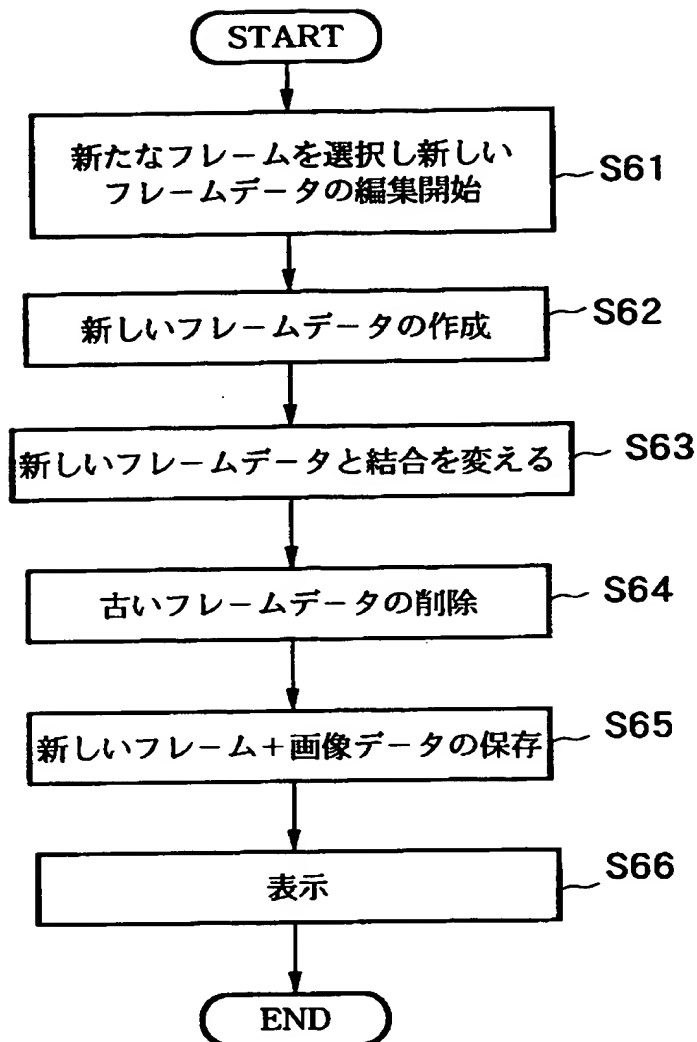 START
新たなフレームを選択し新しい
フレームデータの編集開始
S61
新しいフレームデータの作成
S62
新しいフレームデータと結合を変える
S63
古いフレームデータの削除
S64
新しいフレーム+画像データの保存
S65
表示
S66
END